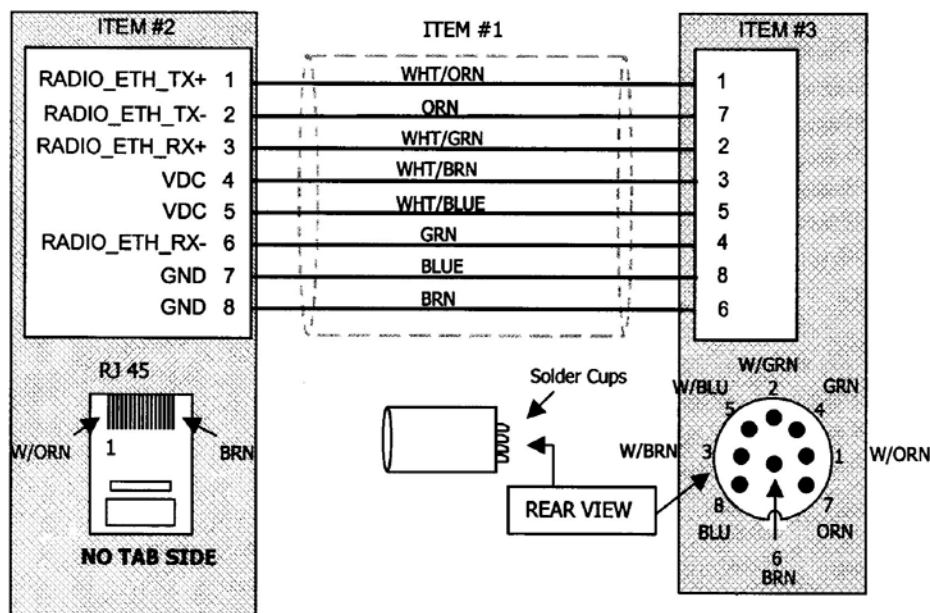 ITEM #2
ITEM #1
ITEM #3
RADIO_ETH_TX+ 1 WHT/ORN 1
RADIO_ETH_TX- 2 ORN 7
RADIO_ETH_RX+ 3 WHT/GRN 2
VDC 4 WHT/BRN 3
VDC 5 WHT/BLUE 5
RADIO_ETH_RX- 6 GRN 4
GND 7 BLUE 8
GND 8 BRN 6
RJ 45
W/ORN
1
BRN
NO TAB SIDE
Solder Cups
REAR VIEW
W/GRN
W/BLU 2 GRN
5 4
W/BRN 3 1 W/ORN
8 7
BLU ORN
6
BRN